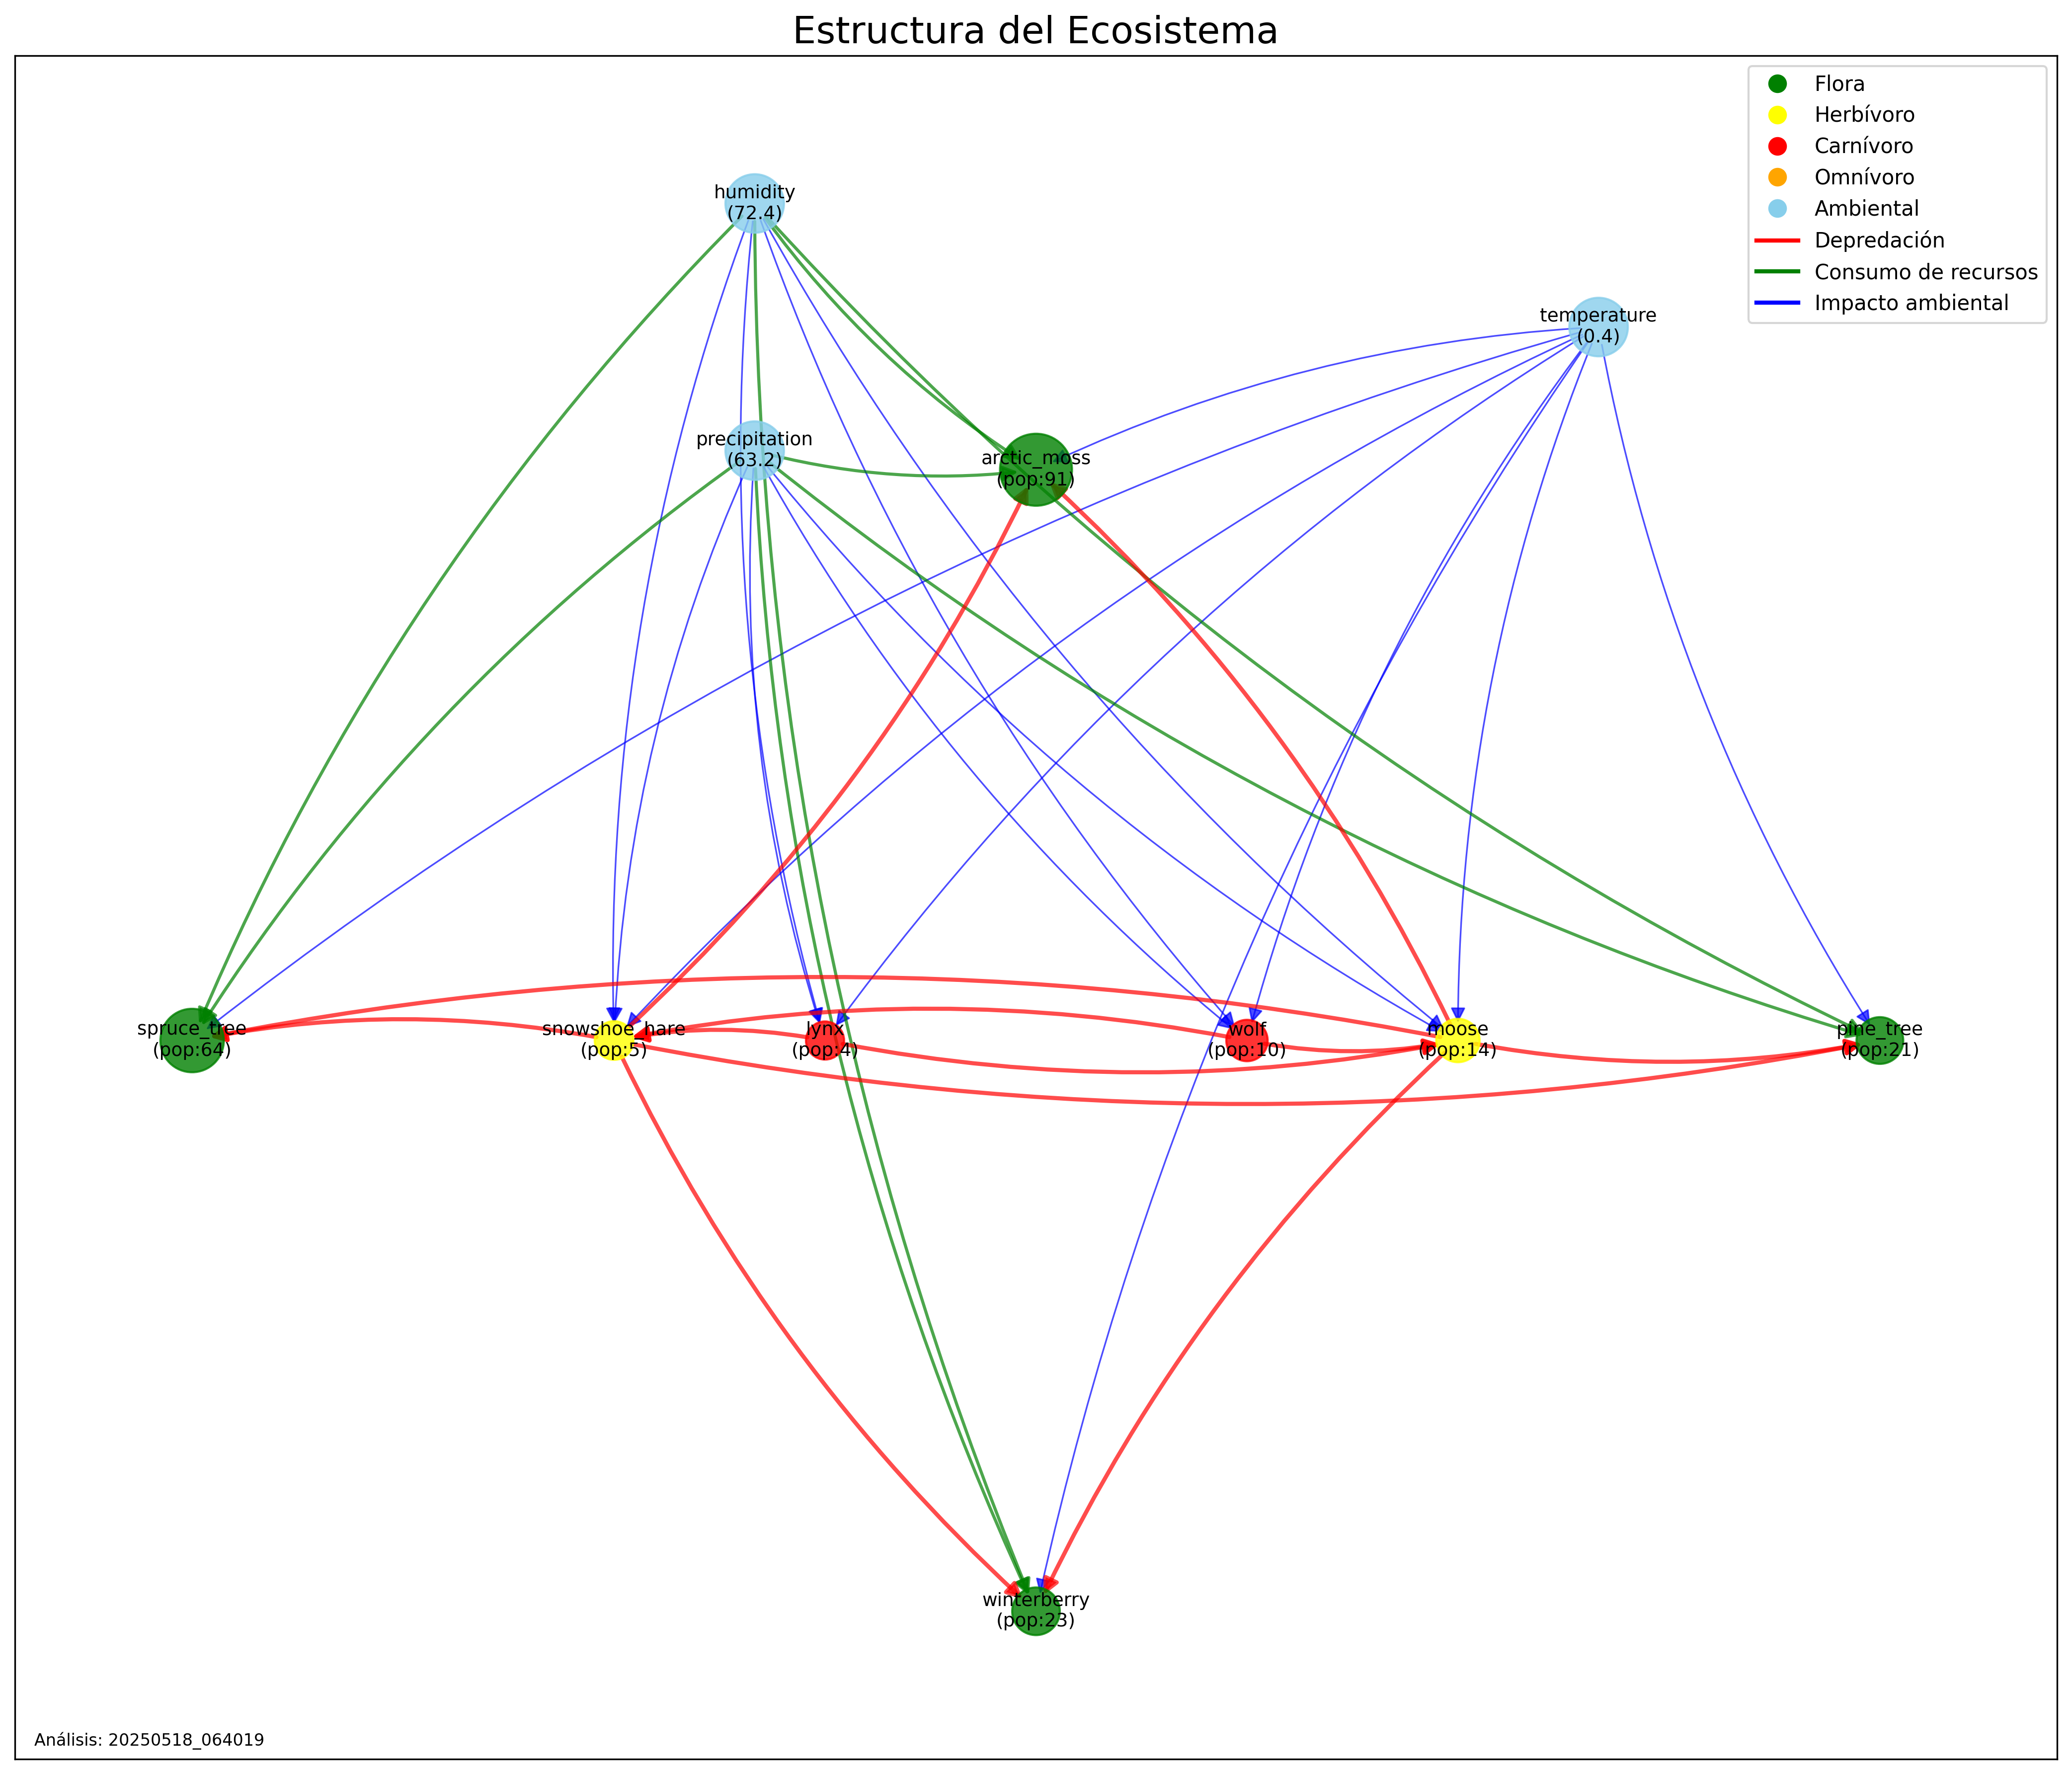 Estructura del Ecosistema
Flora
Herbívoro
Carnívoro
Omnívoro
Ambiental
Depredación
Consumo de recursos
Impacto ambiental
humidity
(72.4)
temperature
(0.4)
precipitation
(63.2)
arctic_moss
(pop:91)
spruce_tree
(pop:64)
snowshoe_hare
(pop:5)
lynx
(pop:4)
wolf
(pop:10)
moose
(pop:14)
pine_tree
(pop:21)
winterberry
(pop:23)
Análisis: 20250518_064019